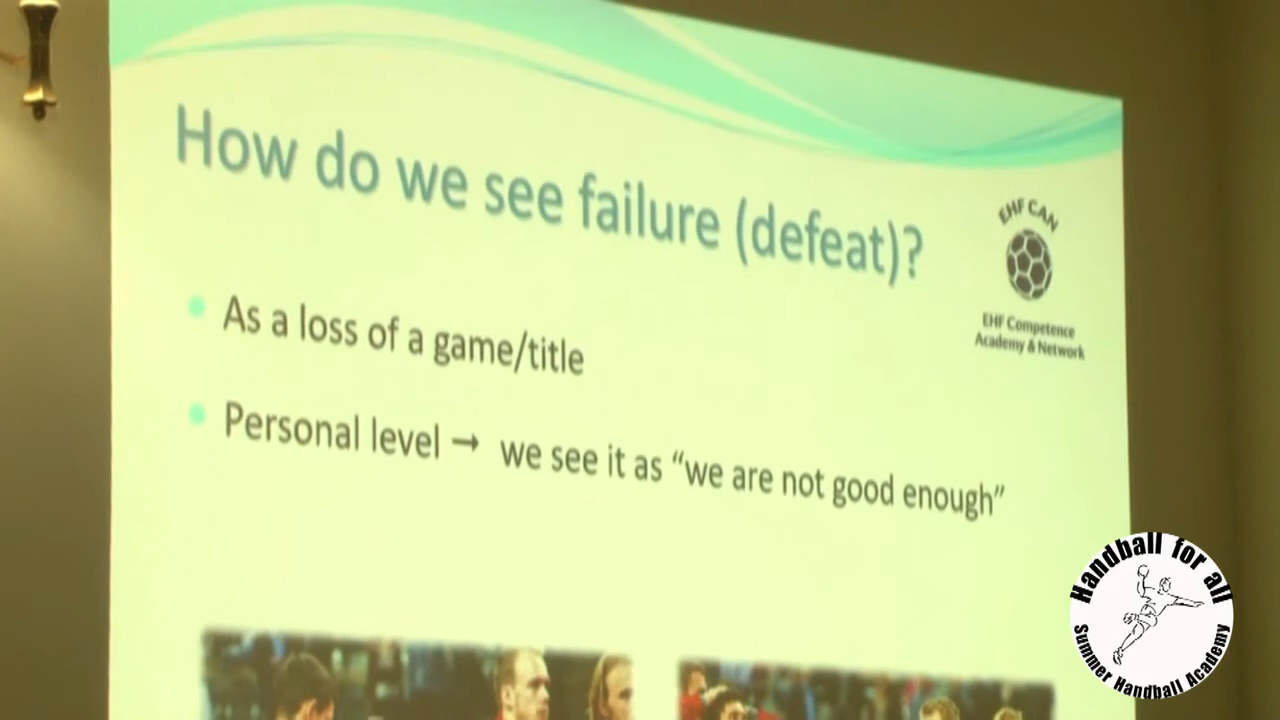 How do we see failure (defeat)?
EHF CAN
EHF Competence
Academy & Network
As a loss of a game/title
Personal level → we see it as “we are not good enough”
Handball for all
Summer Handball Academy